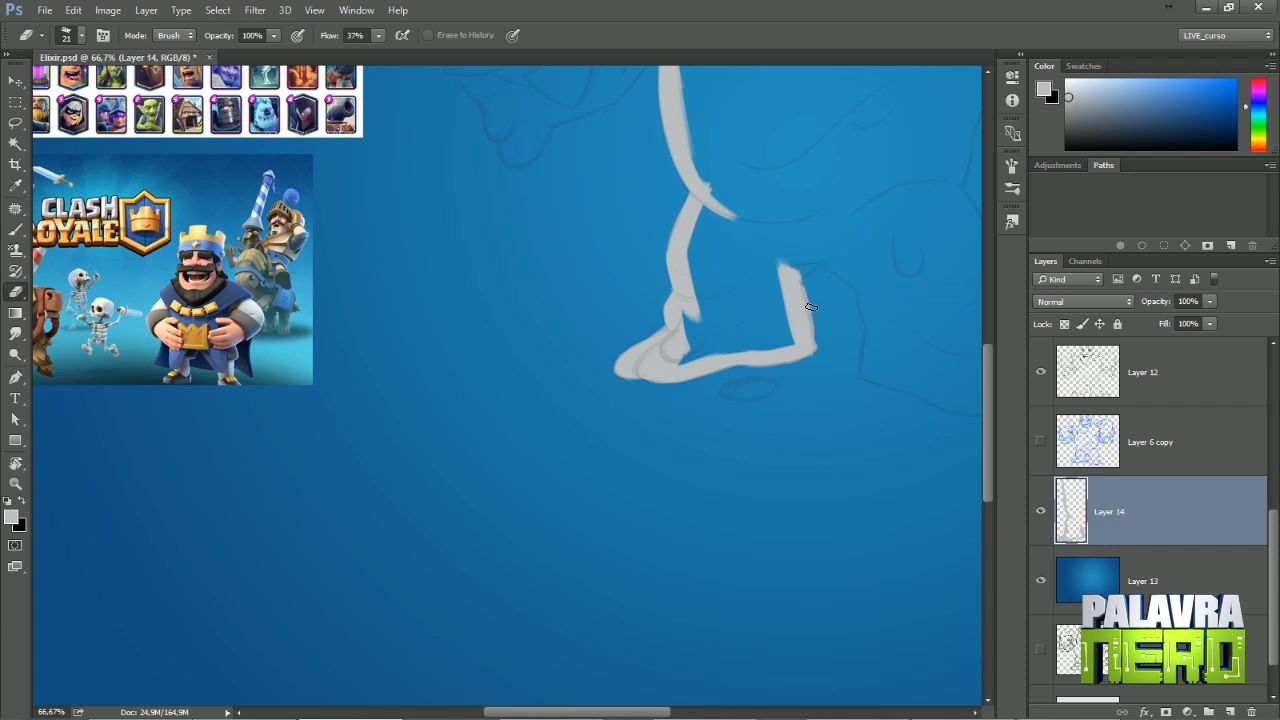 Ps File Edit Image Layer Type Select Filter 3D View Window Help
21 Mode: Brush Opacity: 100% Flow: 37% Erase to History LIVE_curso
Elixir.psd @ 66,7% (Layer 14, RGB/8) * ×
Color Swatches
Adjustments Paths
CLASH
ROYALE
Layers Channels
Kind
Normal Opacity: 100%
Lock: Fill: 100%
Layer 12
Layer 6 copy
Layer 14
Layer 13
PALAVRA
NERD
66,67% Doc: 24,9M/164,9M